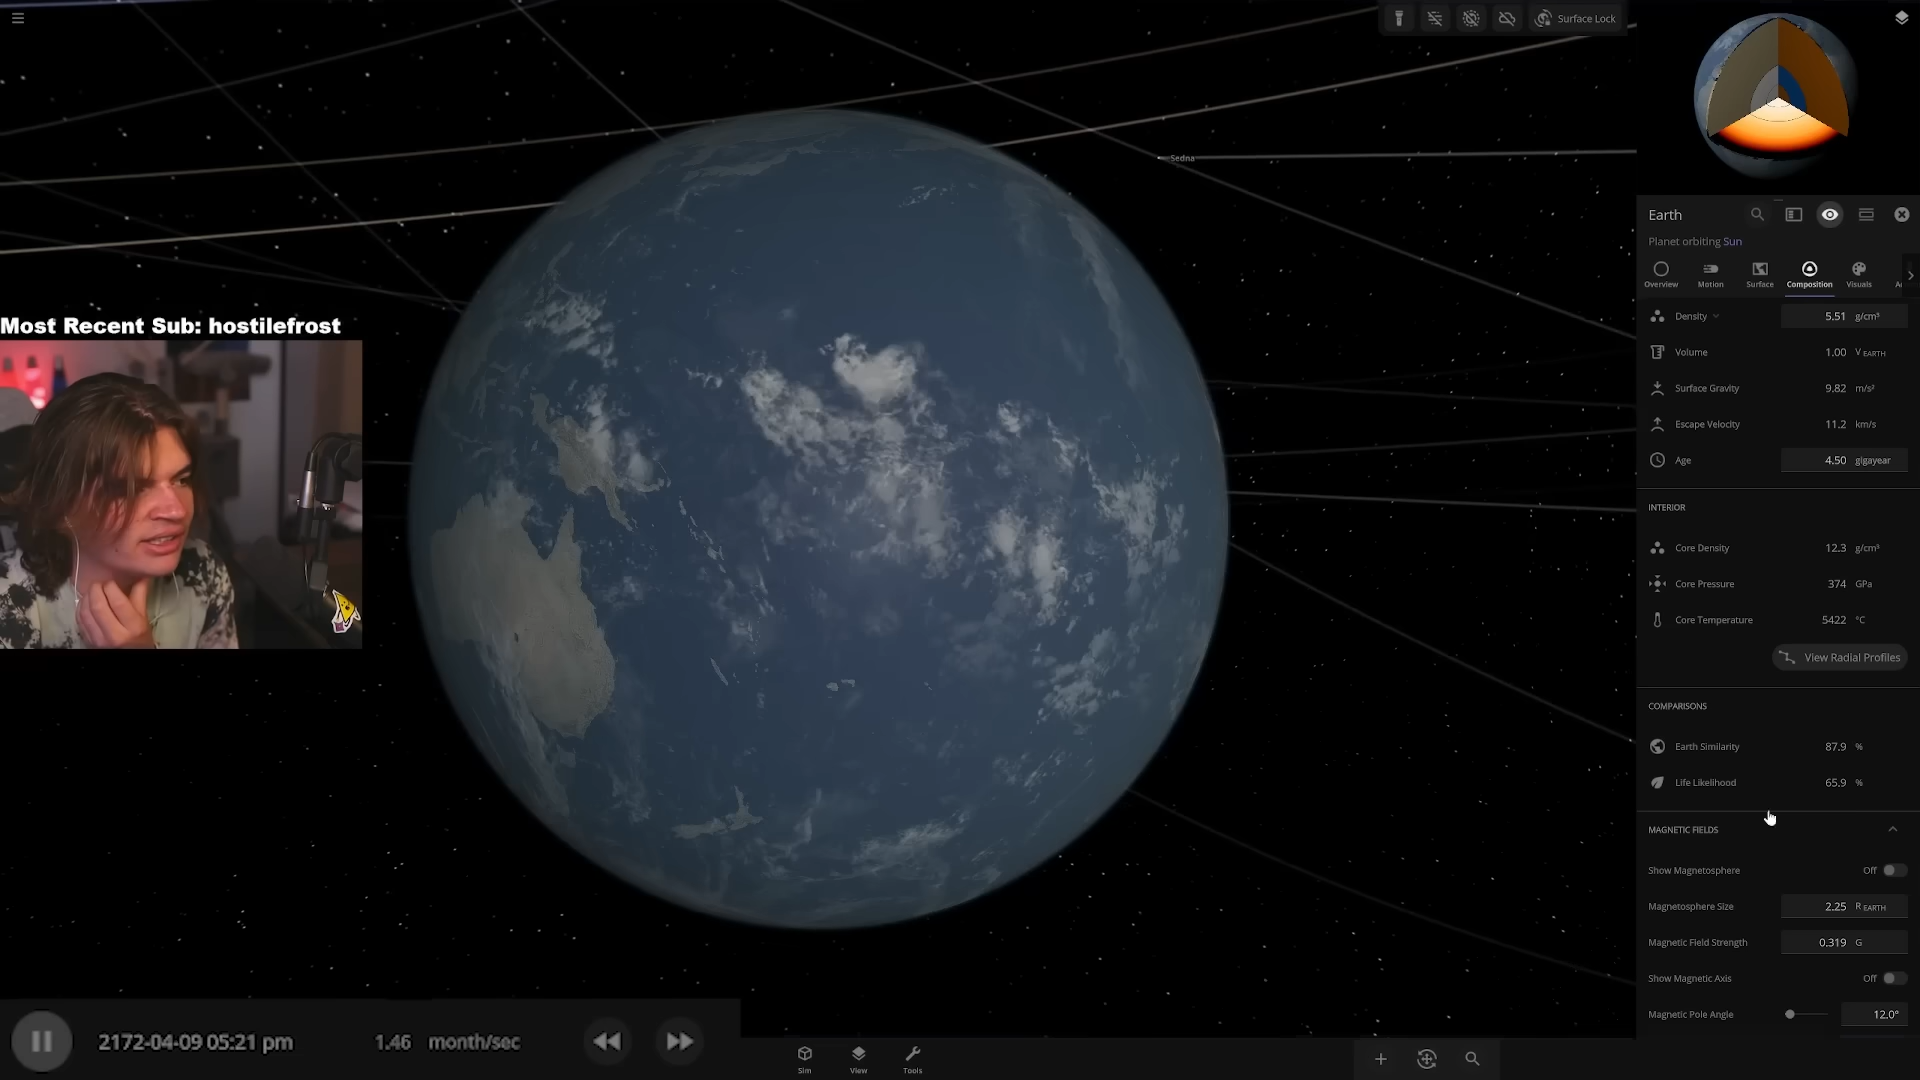 Surface Lock
Sedna
Earth
Planet orbiting Sun
Overview Motion Surface Composition Visuals
Density 5.51 g/cm³
Volume 1.00 V EARTH
Surface Gravity 9.82 m/s²
Escape Velocity 11.2 km/s
Age 4.50 gigayear
INTERIOR
Core Density 12.3 g/cm³
Core Pressure 374 GPa
Core Temperature 5422 °C
View Radial Profiles
COMPARISONS
Earth Similarity 87.9 %
Life Likelihood 65.9 %
MAGNETIC FIELDS
Show Magnetosphere Off
Magnetosphere Size 2.25 R EARTH
Magnetic Field Strength 0.319 G
Show Magnetic Axis Off
Magnetic Pole Angle 12.0°
Most Recent Sub: hostilefrost
2172-04-09 05:21 pm 1.46 month/sec
Sim View Tools